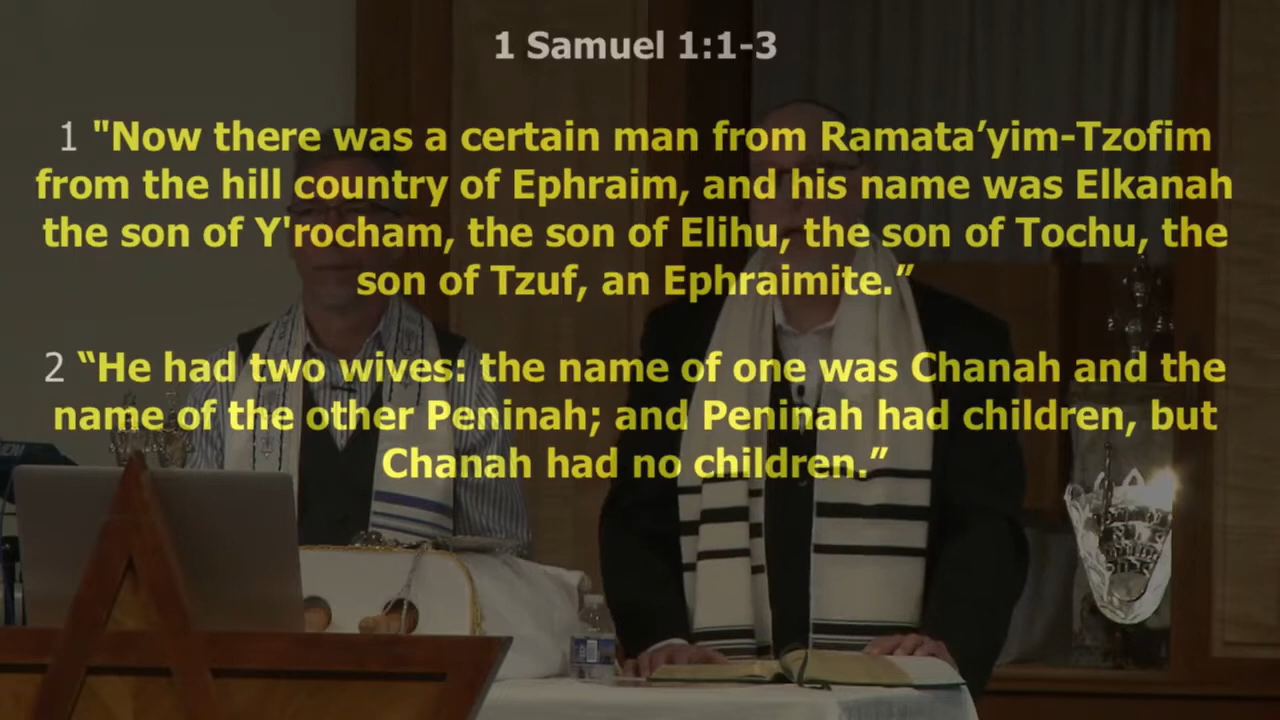 1 Samuel 1:1-3
1 "Now there was a certain man from Ramata’yim-Tzofim
from the hill country of Ephraim, and his name was Elkanah
the son of Y'rocham, the son of Elihu, the son of Tochu, the
son of Tzuf, an Ephraimite.”
2 “He had two wives: the name of one was Chanah and the
name of the other Peninah; and Peninah had children, but
Chanah had no children.”